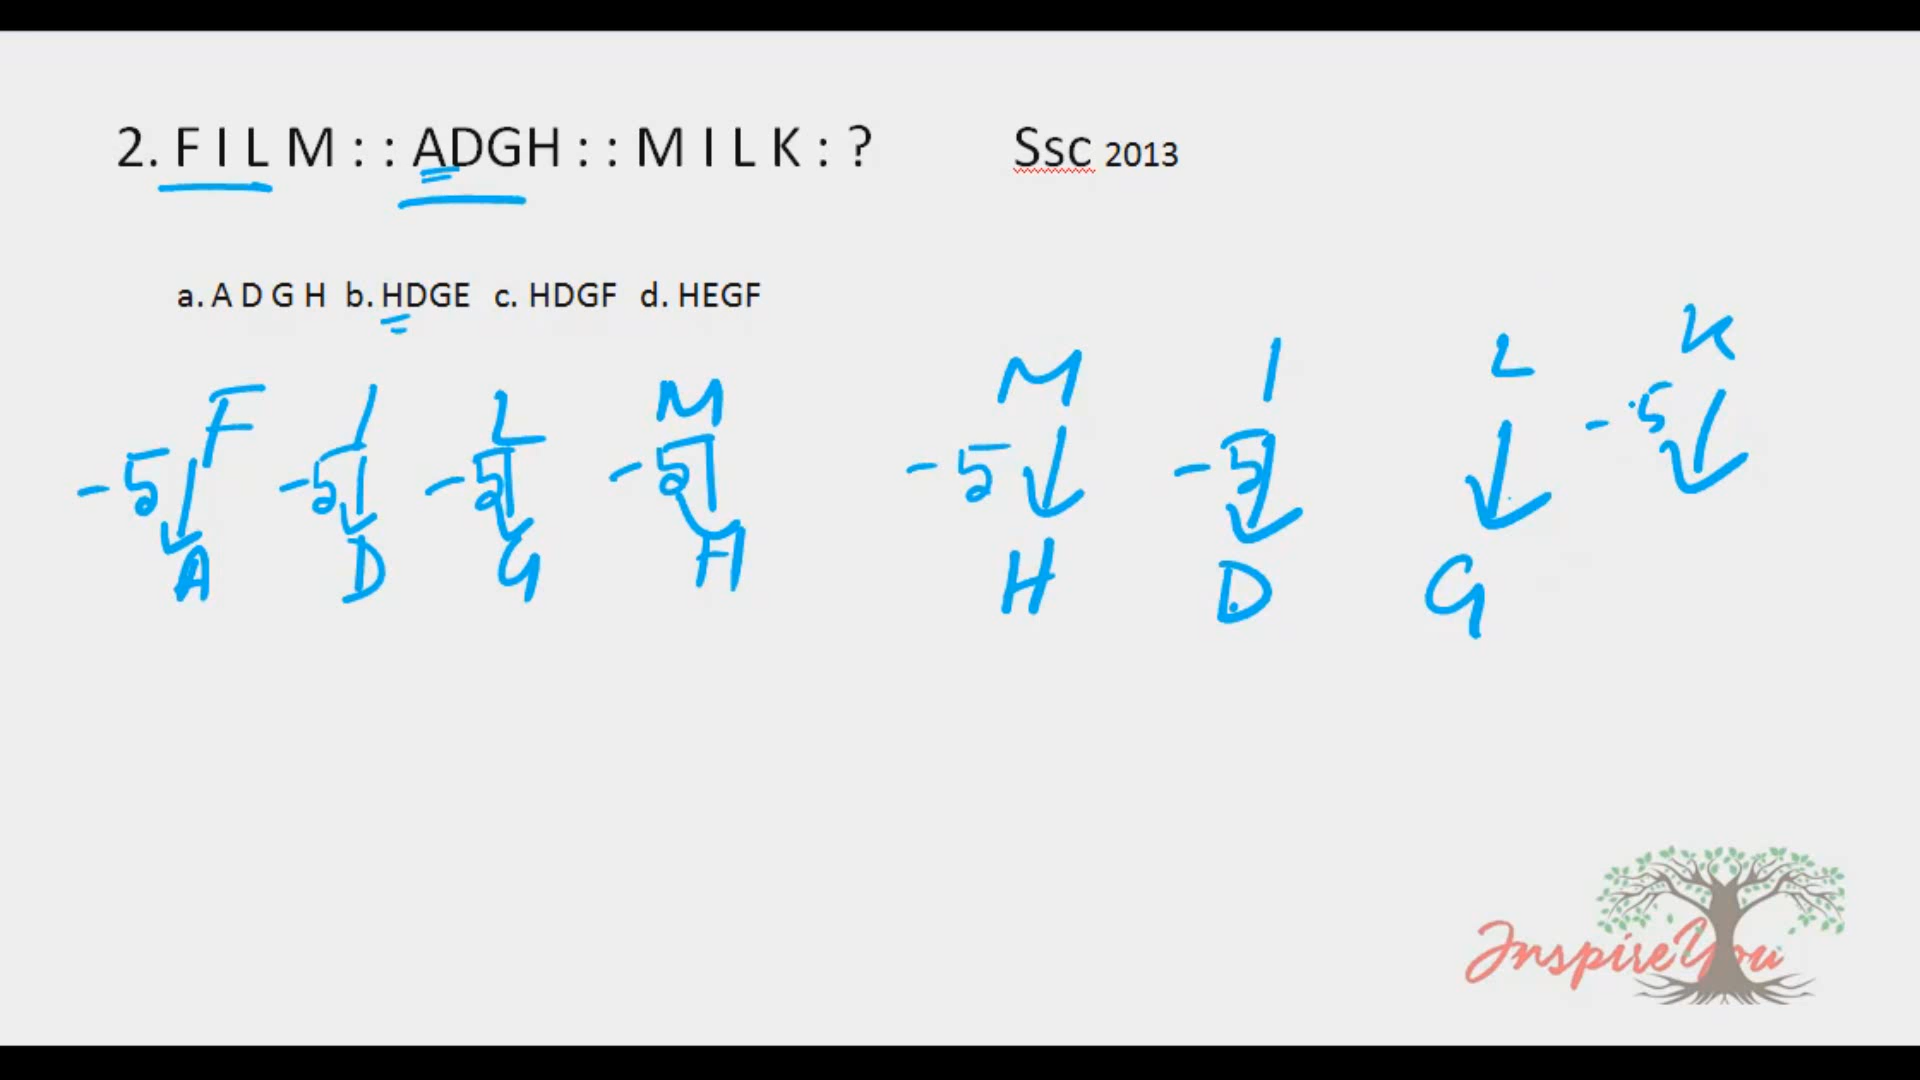 2. F I L M : : ADGH : : M I L K : ? Ssc 2013
a. A D G H b. HDGE c. HDGF d. HEGF
F I L M M I L K
-5 -5 -5 -5 -5 -5 -5
A D G H H D G
InspireYou